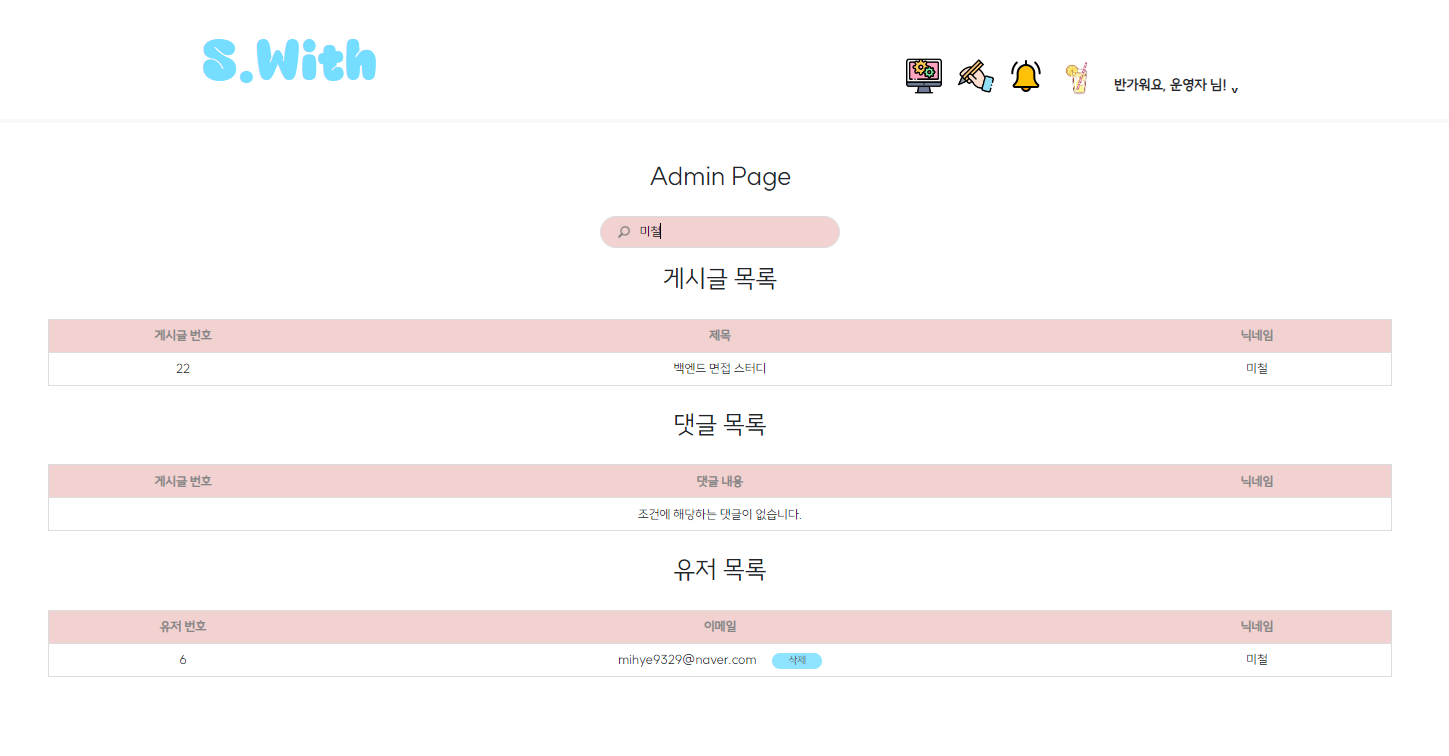 S.With
반가워요, 운영자 님! v
Admin Page
미철
게시글 목록
게시글 번호 제목 닉네임
22 백엔드 면접 스터디 미철
댓글 목록
게시글 번호 댓글 내용 닉네임
조건에 해당하는 댓글이 없습니다.
유저 목록
유저 번호 이메일 닉네임
6 mihye9329@naver.com 삭제 미철